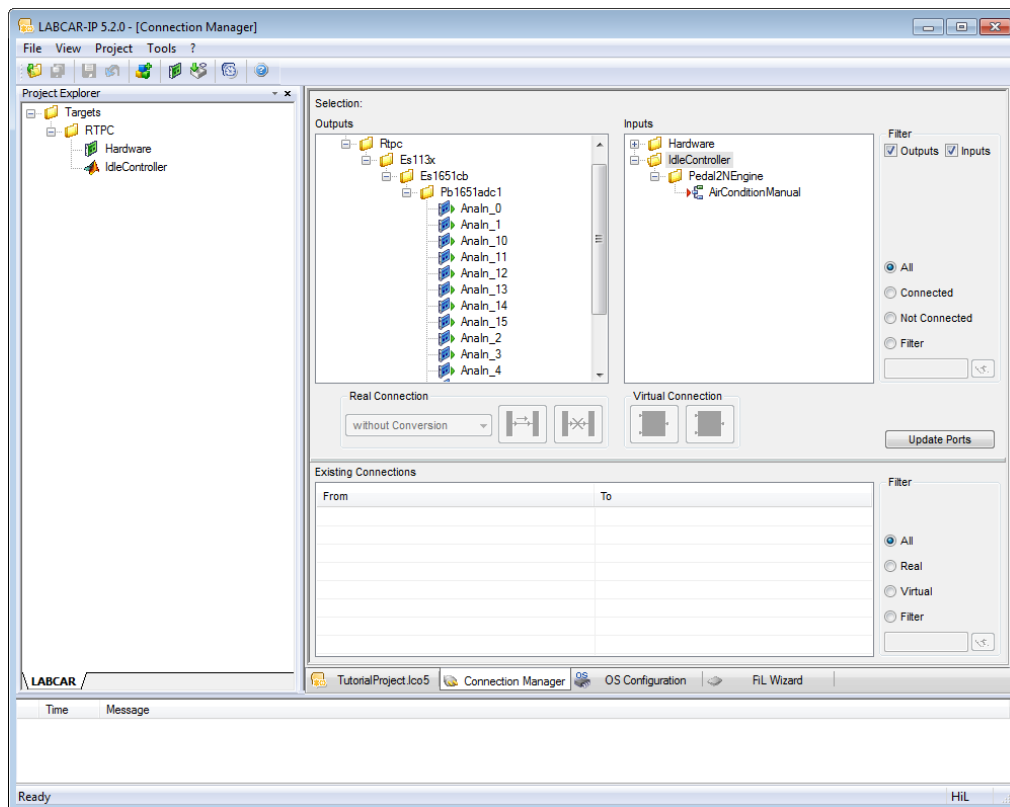 LABCAR-IP 5.2.0 - [Connection Manager]
File View Project Tools ?
Project Explorer
Targets
RTPC
Hardware
IdleController
LABCAR
Selection:
Outputs
Rtpc
Es113x
Es1651cb
Pb1651adc1
AnaIn_0
AnaIn_1
AnaIn_10
AnaIn_11
AnaIn_12
AnaIn_13
AnaIn_14
AnaIn_15
AnaIn_2
AnaIn_3
AnaIn_4
Inputs
Hardware
IdleController
Pedal2NEngine
AirConditionManual
Filter
Outputs Inputs
All
Connected
Not Connected
Filter
Real Connection
without Conversion
Virtual Connection
Update Ports
Existing Connections
From To
Filter
All
Real
Virtual
Filter
TutorialProject.lco5 Connection Manager OS OS Configuration FiL Wizard
Time Message
Ready HiL